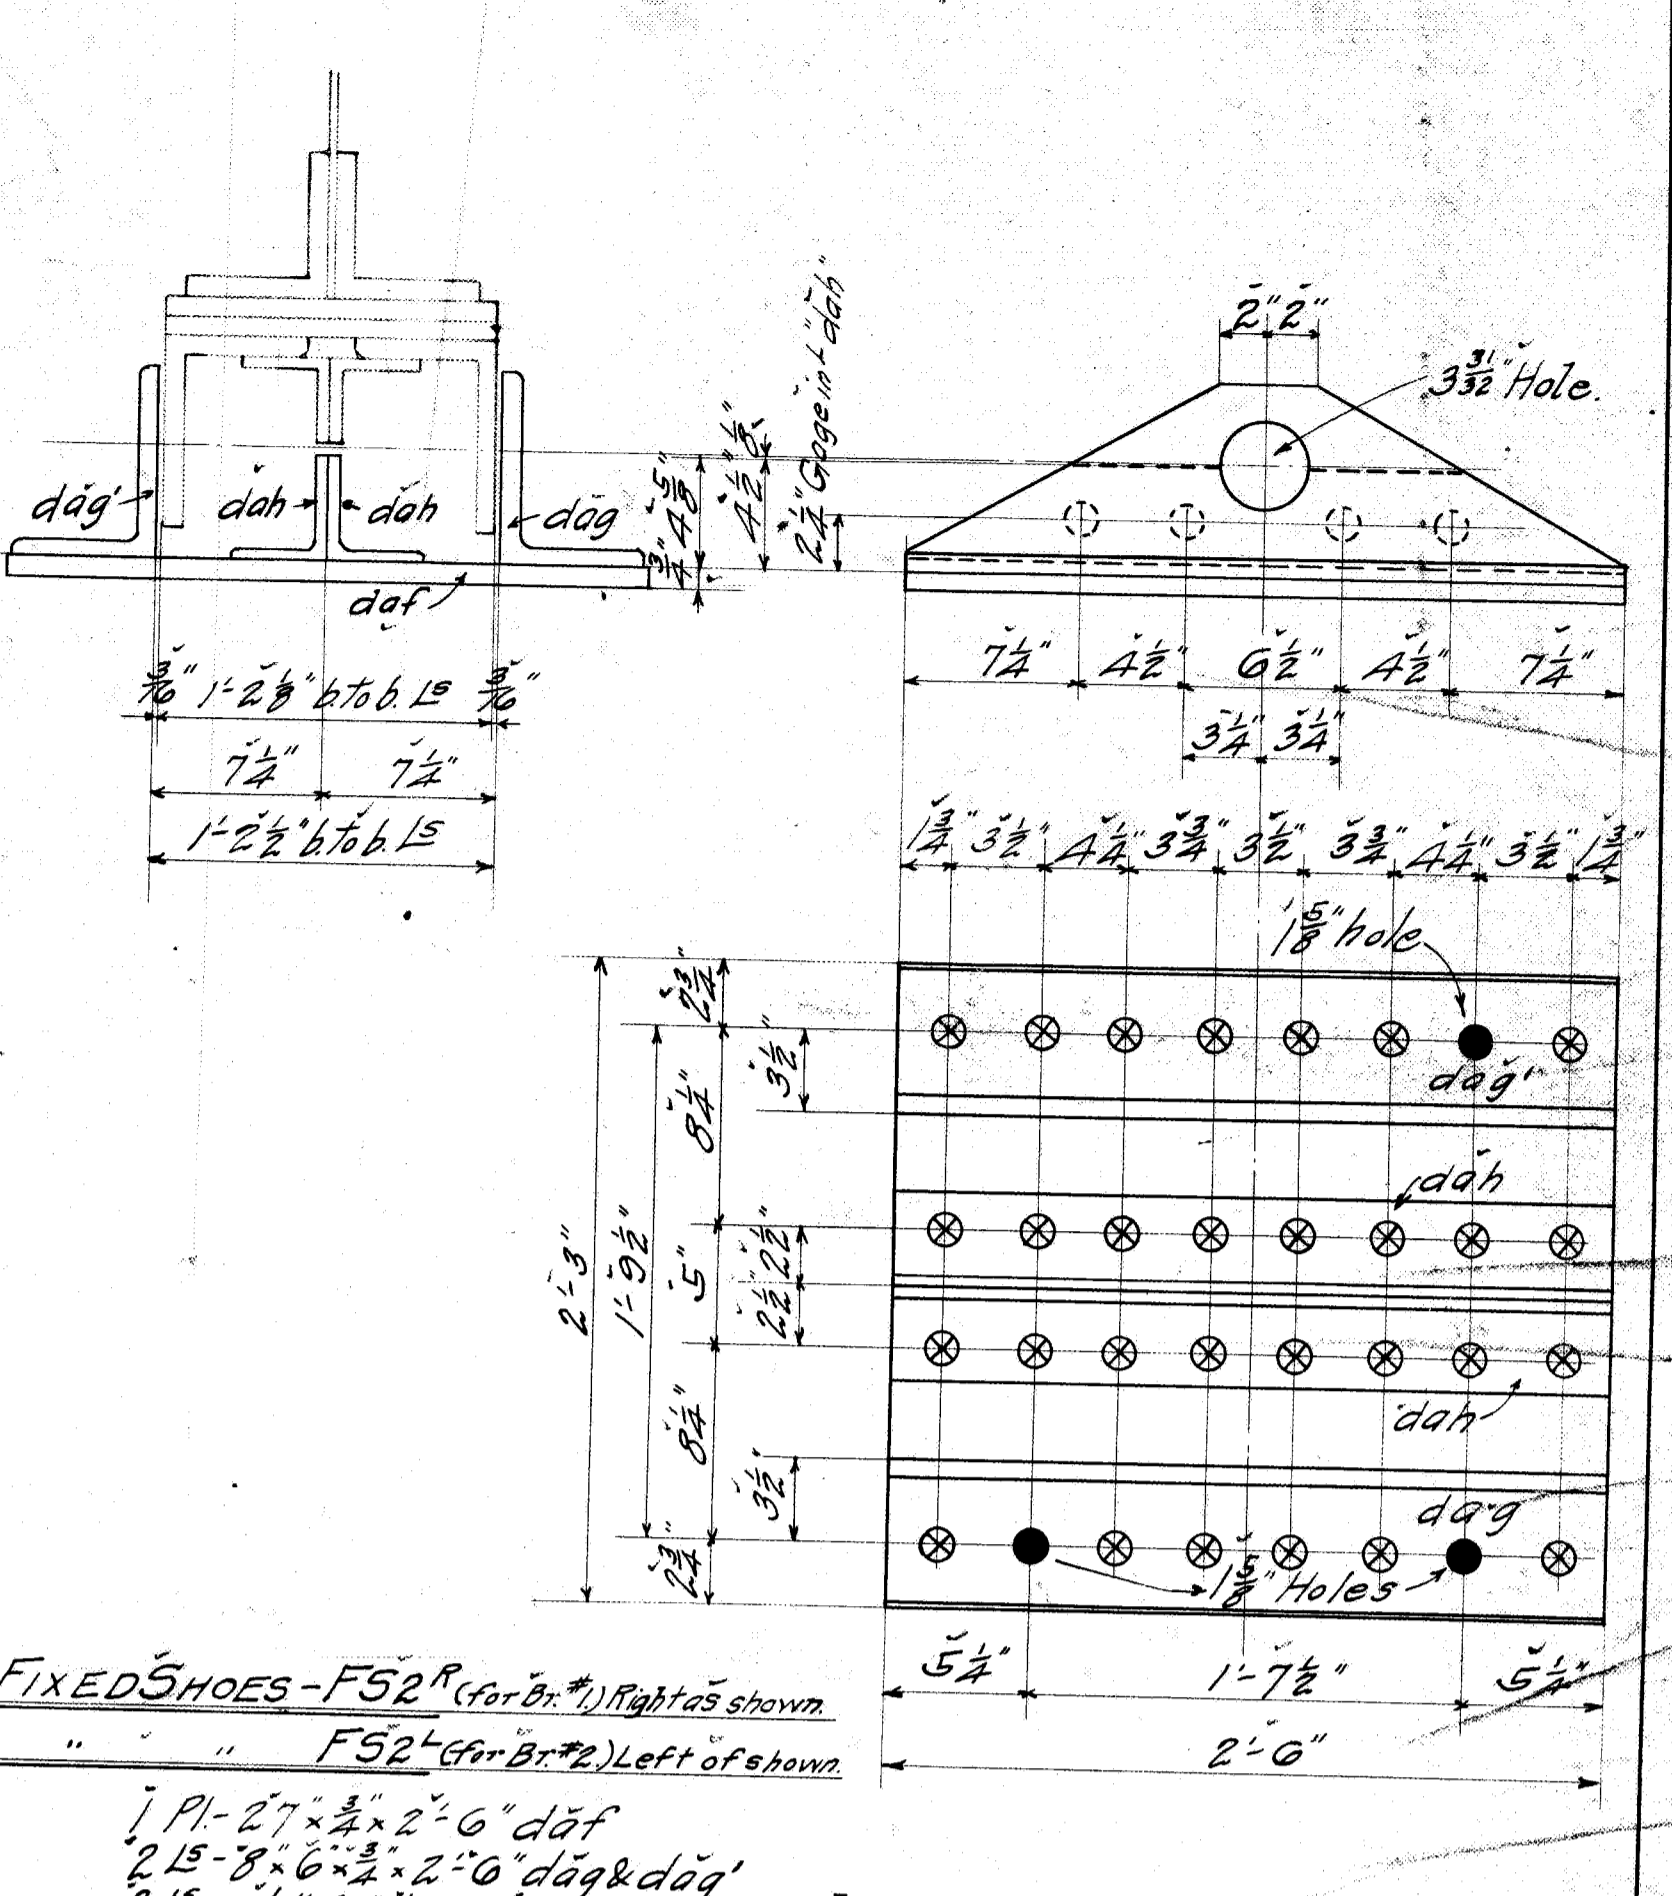 2" 2"
3 31/32" Hole.
2 1/4" Gage in L "dah"
4 1/2" 1/8"
3/4" 4 5/8"
dag' dah dah dag
daf
7 1/4" 4 1/2" 6 1/2" 4 1/2" 7 1/4"
3 1/4" 3 1/4"
3/16" 1'-2 1/8" b. to b. Ls 3/16"
7 1/4" 7 1/4"
1'-2 1/2" b. to b. Ls
1 3/4" 3 1/2" 4 1/4" 3 3/4" 3 1/2" 3 3/4" 4 1/4" 3 1/2" 1 3/4"
1 5/8" hole
dag'
dah
dah
dag
1 5/8" Holes
2 3/4" 8 1/4" 5" 8 1/4" 2 3/4"
3 1/2" 2 1/2" 2 1/2" 3 1/2"
1'-9 1/2"
2'-3"
5 1/4" 1'-7 1/2" 5 1/4"
2'-6"
FIXED SHOES - FS2R (for Br. #1.) Right as shown.
" " FS2L (for Br. #2.) Left of shown.
1 Pl. - 27" x 3/4" x 2'-6" daf
2 Ls - 8" x 6" x 3/4" x 2'-6" dag & dag'